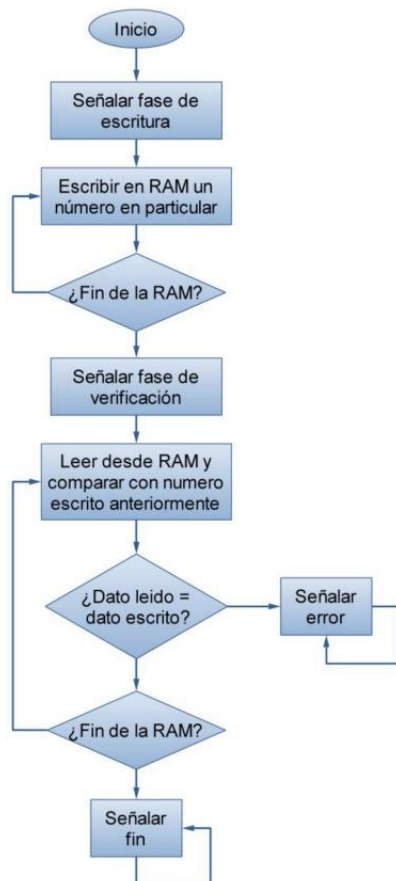 Inicio
Señalar fase de
escritura
Escribir en RAM un
número en particular
¿Fin de la RAM?
Señalar fase de
verificación
Leer desde RAM y
comparar con numero
escrito anteriormente
¿Dato leido =
dato escrito?
Señalar
error
¿Fin de la RAM?
Señalar
fin